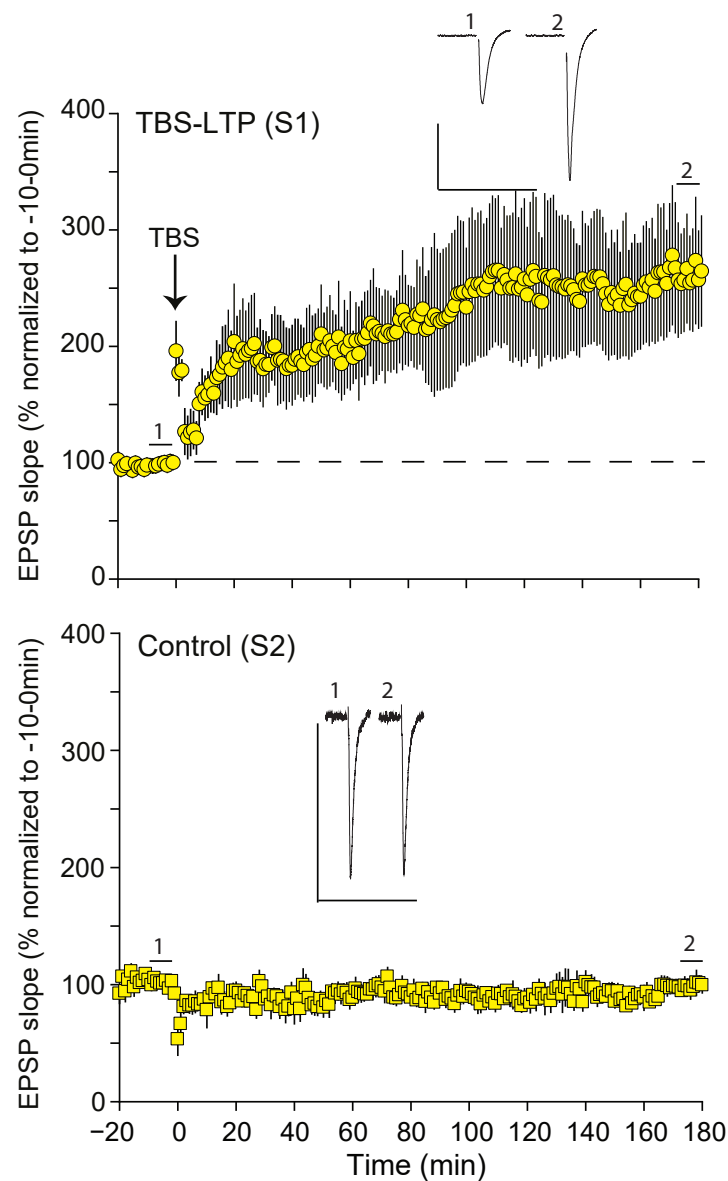 1 2
400
TBS-LTP (S1)
300
2
TBS
200
1
100
0
EPSP slope (% normalized to -10-0min)
400
Control (S2)
1 2
300
200
1 2
100
0
EPSP slope (% normalized to -10-0min)
−20 0 20 40 60 80 100 120 140 160 180
Time (min)